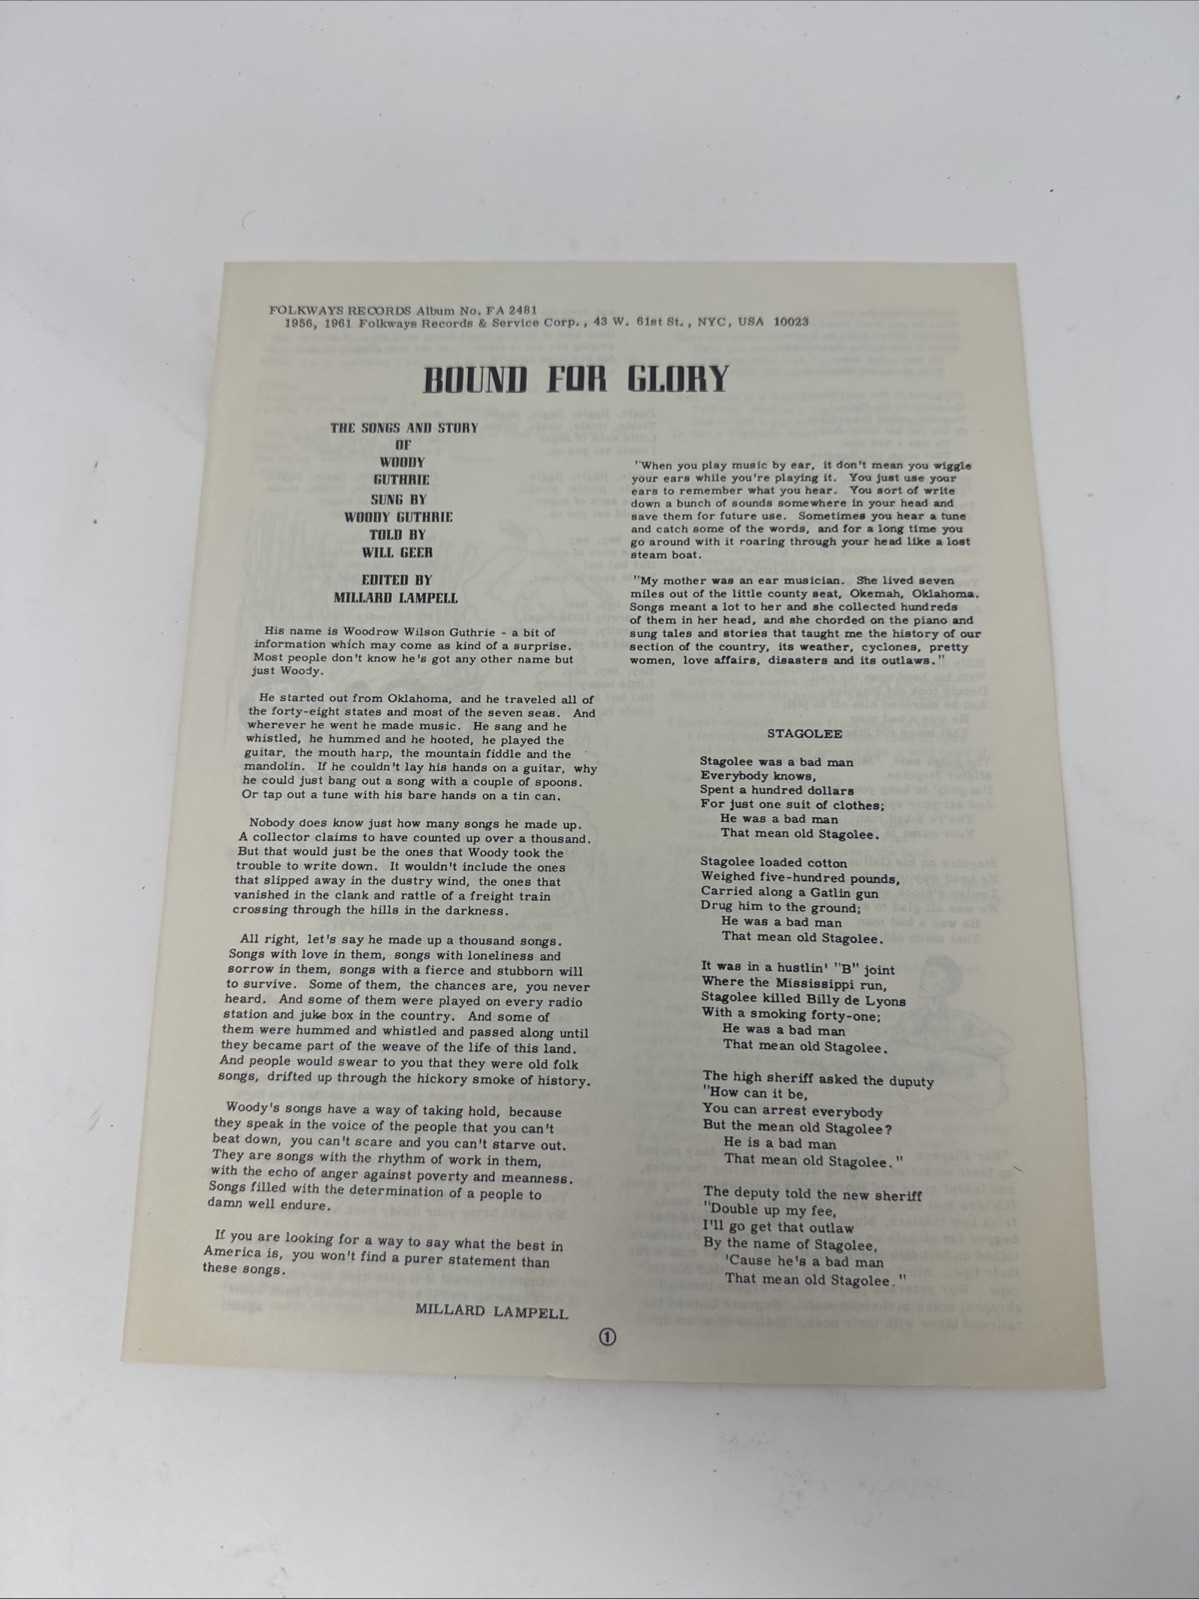 FOLKWAYS RECORDS Album No. FA 2481
1956, 1961 Folkways Records & Service Corp., 43 W. 61st St., NYC, USA 10023
BOUND FOR GLORY
THE SONGS AND STORY
OF
WOODY
GUTHRIE
SUNG BY
WOODY GUTHRIE
TOLD BY
WILL GEER
EDITED BY
MILLARD LAMPELL
His name is Woodrow Wilson Guthrie - a bit of
information which may come as kind of a surprise.
Most people don't know he's got any other name but
just Woody.
He started out from Oklahoma, and he traveled all of
the forty-eight states and most of the seven seas. And
wherever he went he made music. He sang and he
whistled, he hummed and he hooted, he played the
guitar, the mouth harp, the mountain fiddle and the
mandolin. If he couldn't lay his hands on a guitar, why
he could just bang out a song with a couple of spoons.
Or tap out a tune with his bare hands on a tin can.
Nobody does know just how many songs he made up.
A collector claims to have counted up over a thousand.
But that would just be the ones that Woody took the
trouble to write down. It wouldn't include the ones
that slipped away in the dustry wind, the ones that
vanished in the clank and rattle of a freight train
crossing through the hills in the darkness.
All right, let's say he made up a thousand songs.
Songs with love in them, songs with loneliness and
sorrow in them, songs with a fierce and stubborn will
to survive. Some of them, the chances are, you never
heard. And some of them were played on every radio
station and juke box in the country. And some of
them were hummed and whistled and passed along until
they became part of the weave of the life of this land.
And people would swear to you that they were old folk
songs, drifted up through the hickory smoke of history.
Woody's songs have a way of taking hold, because
they speak in the voice of the people that you can't
beat down, you can't scare and you can't starve out.
They are songs with the rhythm of work in them,
with the echo of anger against poverty and meanness.
Songs filled with the determination of a people to
damn well endure.
If you are looking for a way to say what the best in
America is, you won't find a purer statement than
these songs.
MILLARD LAMPELL
"When you play music by ear, it don't mean you wiggle
your ears while you're playing it. You just use your
ears to remember what you hear. You sort of write
down a bunch of sounds somewhere in your head and
save them for future use. Sometimes you hear a tune
and catch some of the words, and for a long time you
go around with it roaring through your head like a lost
steam boat.
"My mother was an ear musician. She lived seven
miles out of the little county seat, Okemah, Oklahoma.
Songs meant a lot to her and she collected hundreds
of them in her head, and she chorded on the piano and
sung tales and stories that taught me the history of our
section of the country, its weather, cyclones, pretty
women, love affairs, disasters and its outlaws."
STAGOLEE
Stagolee was a bad man
Everybody knows,
Spent a hundred dollars
For just one suit of clothes;
He was a bad man
That mean old Stagolee.
Stagolee loaded cotton
Weighed five-hundred pounds,
Carried along a Gatlin gun
Drug him to the ground;
He was a bad man
That mean old Stagolee.
It was in a hustlin' "B" joint
Where the Mississippi run,
Stagolee killed Billy de Lyons
With a smoking forty-one;
He was a bad man
That mean old Stagolee.
The high sheriff asked the duputy
"How can it be,
You can arrest everybody
But the mean old Stagolee?
He is a bad man
That mean old Stagolee."
The deputy told the new sheriff
"Double up my fee,
I'll go get that outlaw
By the name of Stagolee,
'Cause he's a bad man
That mean old Stagolee."
1